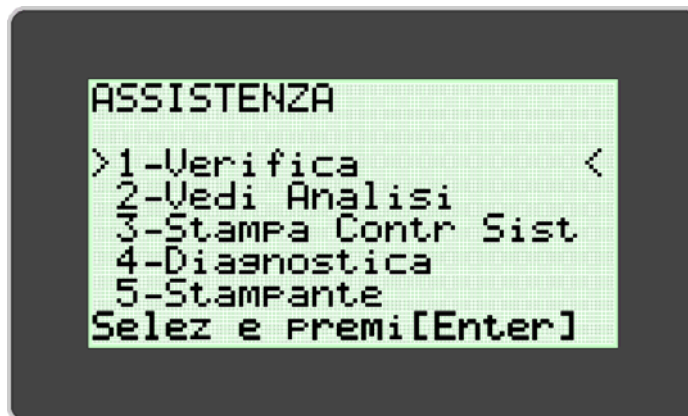 ASSISTENZA
>1-Verifica <
2-Vedi Analisi
3-Stampa Contr Sist
4-Diagnostica
5-Stampante
Selez e premi[Enter]